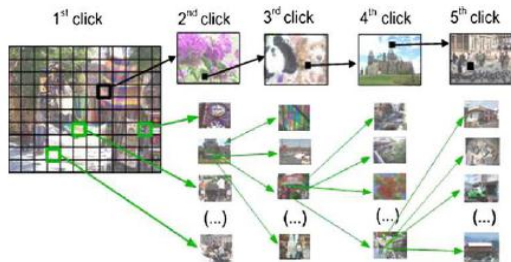 1st click
2nd click
3rd click
4th click
5th click
(...)
(...)
(...)
(...)